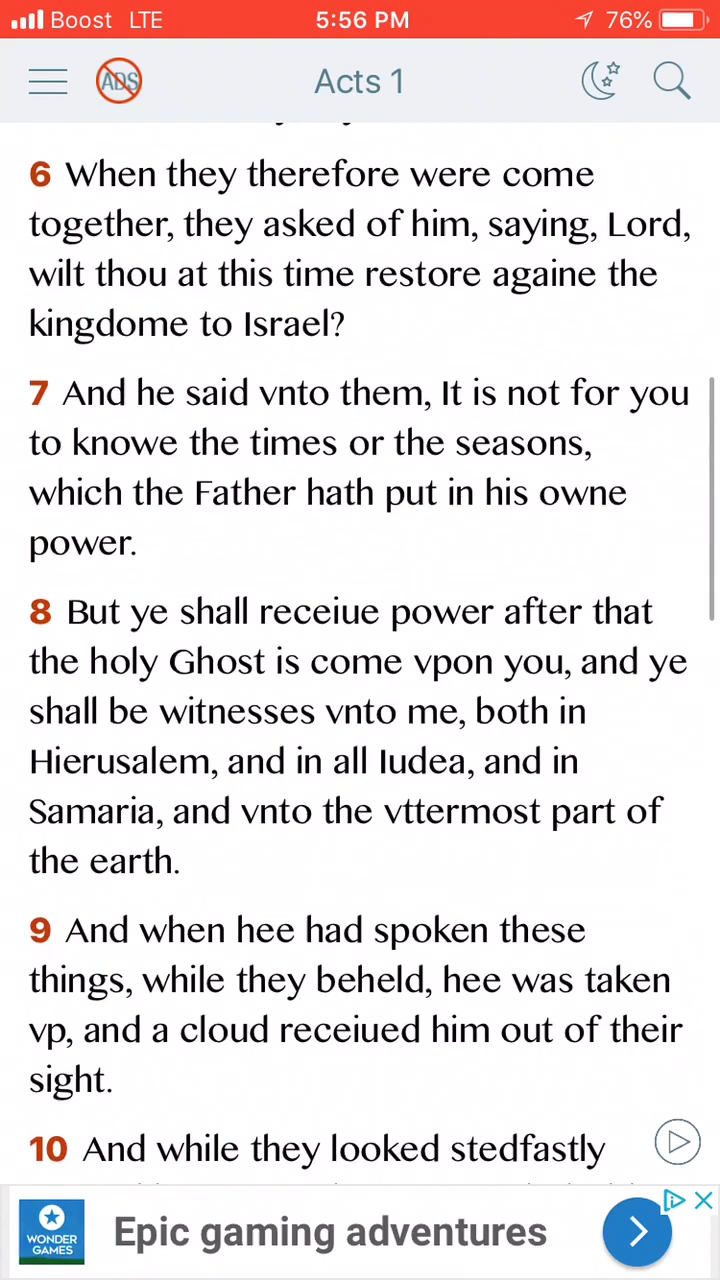 Boost LTE 5:56 PM 76%
ADS Acts 1
6 When they therefore were come
together, they asked of him, saying, Lord,
wilt thou at this time restore againe the
kingdome to Israel?
7 And he said vnto them, It is not for you
to knowe the times or the seasons,
which the Father hath put in his owne
power.
8 But ye shall receiue power after that
the holy Ghost is come vpon you, and ye
shall be witnesses vnto me, both in
Hierusalem, and in all Iudea, and in
Samaria, and vnto the vttermost part of
the earth.
9 And when hee had spoken these
things, while they beheld, hee was taken
vp, and a cloud receiued him out of their
sight.
10 And while they looked stedfastly
WONDER
GAMES
Epic gaming adventures